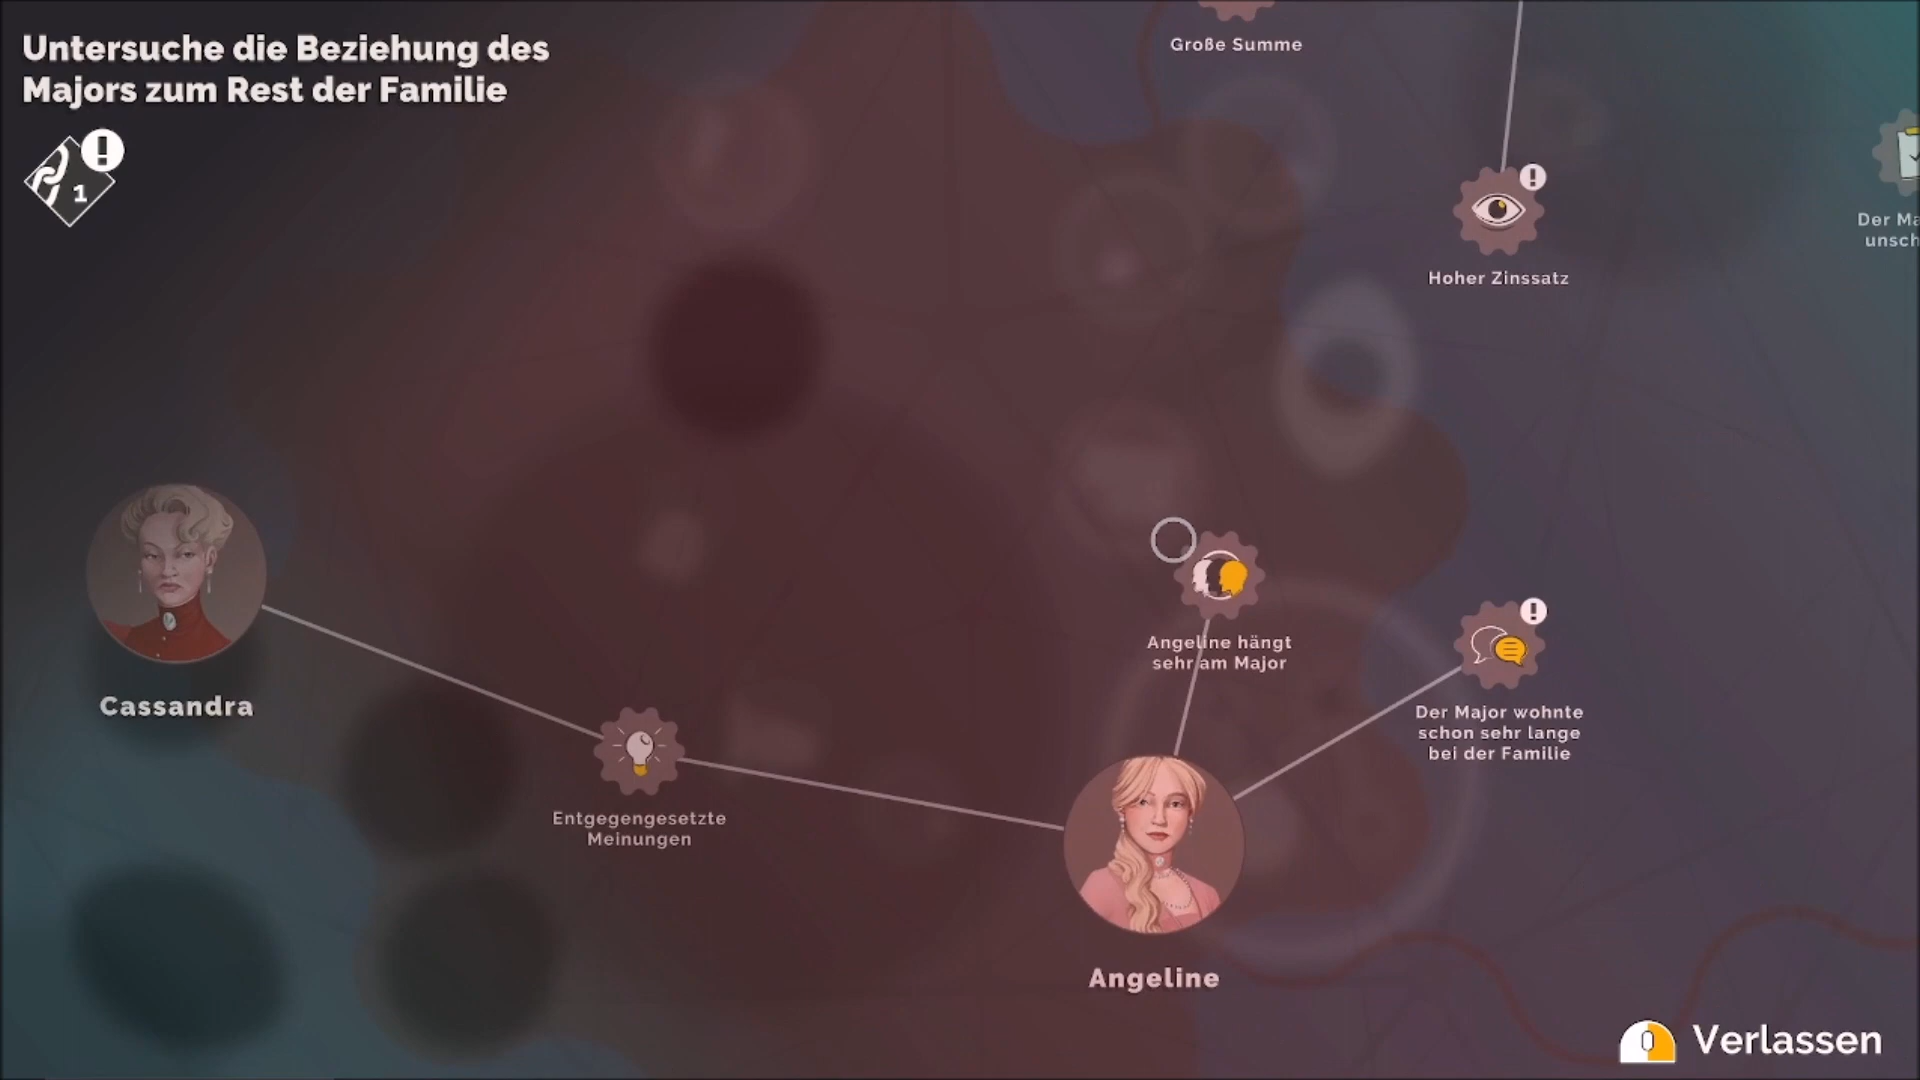 Untersuche die Beziehung des
Majors zum Rest der Familie
1
Große Summe
Hoher Zinssatz
Angeline hängt
sehr am Major
Der Major wohnte
schon sehr lange
bei der Familie
Cassandra
Entgegengesetzte
Meinungen
Angeline
Verlassen